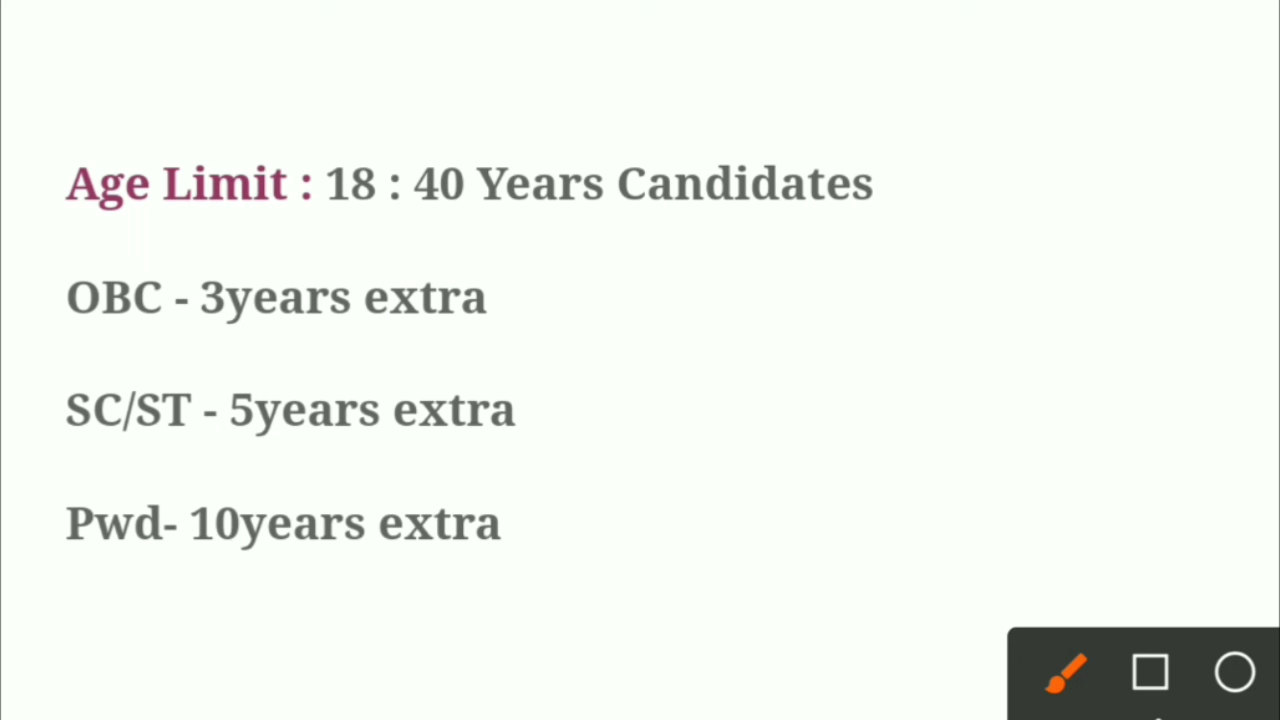 Age Limit : 18 : 40 Years Candidates
OBC - 3years extra
SC/ST - 5years extra
Pwd- 10years extra